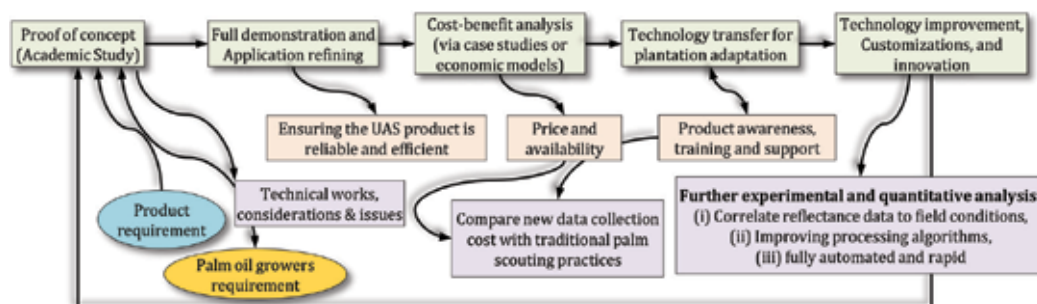 Proof of concept
(Academic Study)
Full demonstration and
Application refining
Cost-benefit analysis
(via case studies or
economic models)
Technology transfer for
plantation adaptation
Technology improvement,
Customizations, and
innovation
Ensuring the UAS product is
reliable and efficient
Price and
availability
Product awareness,
training and support
Product
requirement
Technical works,
considerations & issues
Palm oil growers
requirement
Compare new data collection
cost with traditional palm
scouting practices
Further experimental and quantitative analysis
(i) Correlate reflectance data to field conditions,
(ii) Improving processing algorithms,
(iii) fully automated and rapid